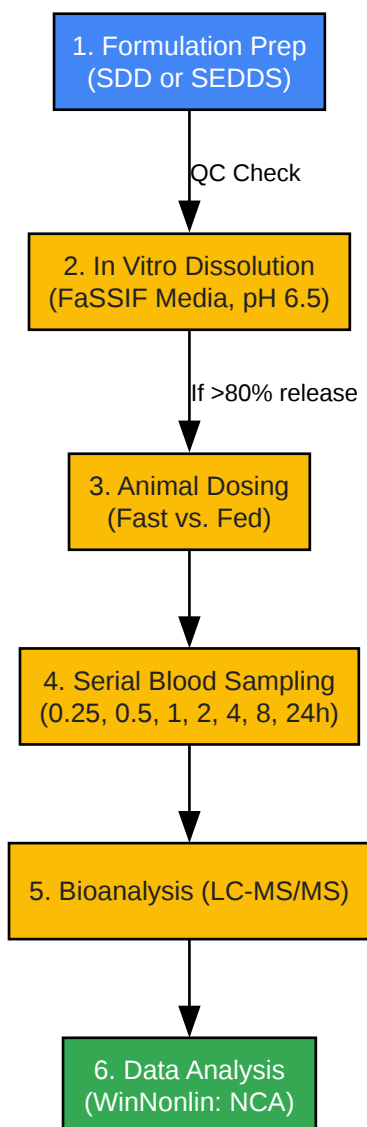 1. Formulation Prep
(SDD or SEDDS)
QC Check
2. In Vitro Dissolution
(FaSSIF Media, pH 6.5)
If >80% release
3. Animal Dosing
(Fast vs. Fed)
4. Serial Blood Sampling
(0.25, 0.5, 1, 2, 4, 8, 24h)
5. Bioanalysis (LC-MS/MS)
6. Data Analysis
(WinNonlin: NCA)